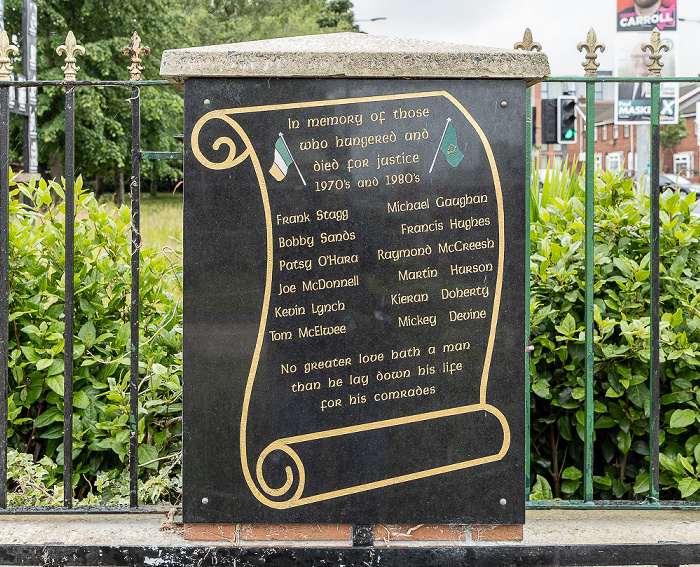 CARROLL
Paul
MASKEY
In memory of those
who hungered and
died for justice
1970's and 1980's
Frank Stagg Michael Gaughan
Bobby Sands Francis Hughes
Patsy O'Hara Raymond McCreesh
Joe McDonnell Martin Hurson
Kevin Lynch Kieran Doherty
Tom McElwee Mickey Devine
No greater love hath a man
than he lay down his life
for his comrades